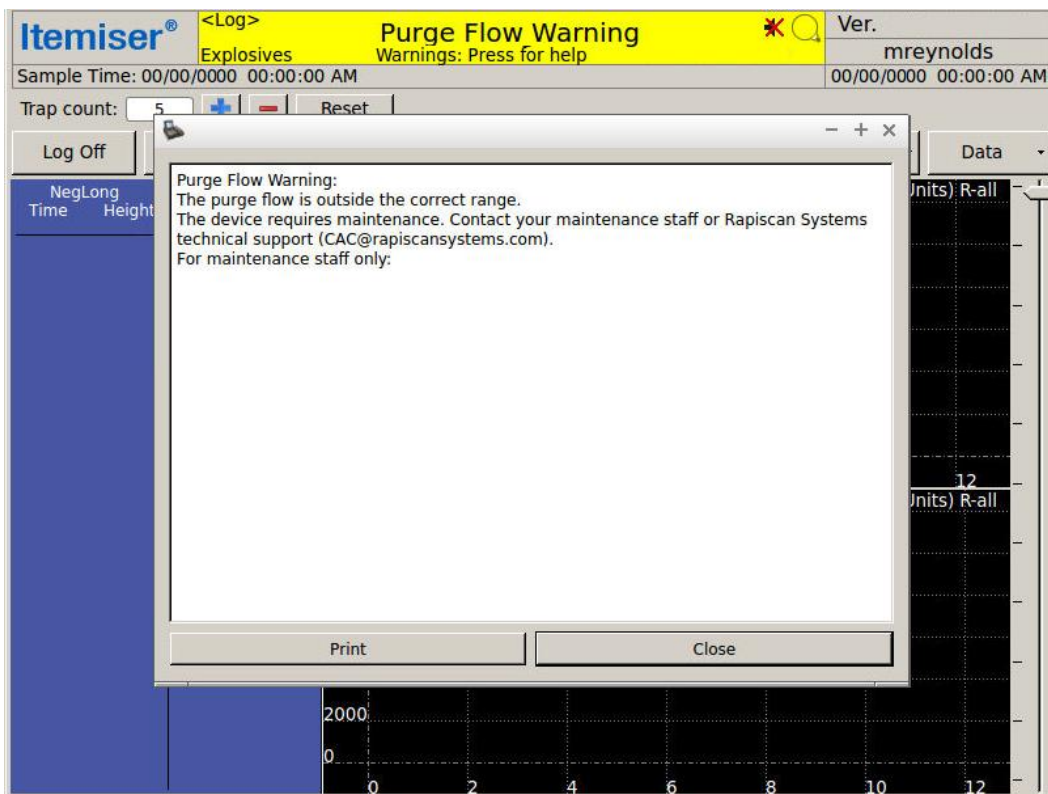 Itemiser®
<Log>
Explosives
Purge Flow Warning
Warnings: Press for help
Ver.
mreynolds
Sample Time: 00/00/0000 00:00:00 AM
00/00/0000 00:00:00 AM
Trap count: 5
Reset
Log Off
Data
NegLong
Time Height
Purge Flow Warning:
The purge flow is outside the correct range.
The device requires maintenance. Contact your maintenance staff or Rapiscan Systems
technical support (CAC@rapiscansystems.com).
For maintenance staff only:
Print
Close
Units) R-all
12
Units) R-all
2000
0
0 2 4 6 8 10 12